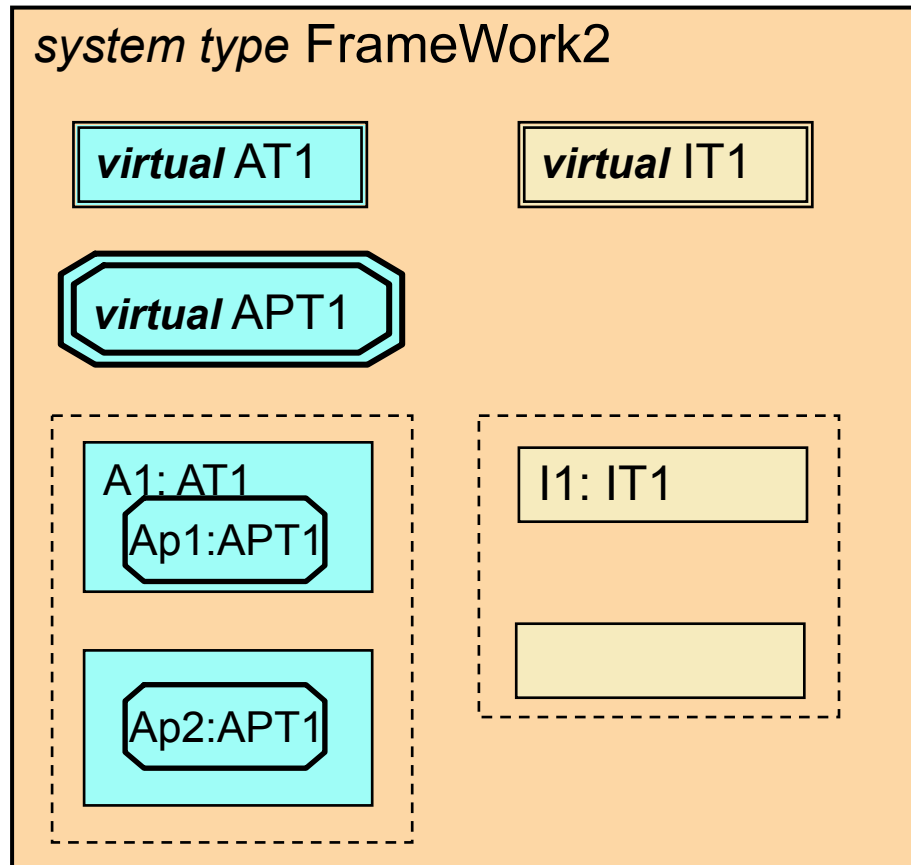 system type FrameWork2
virtual AT1
virtual IT1
virtual APT1
A1: AT1
Ap1:APT1
I1: IT1
Ap2:APT1